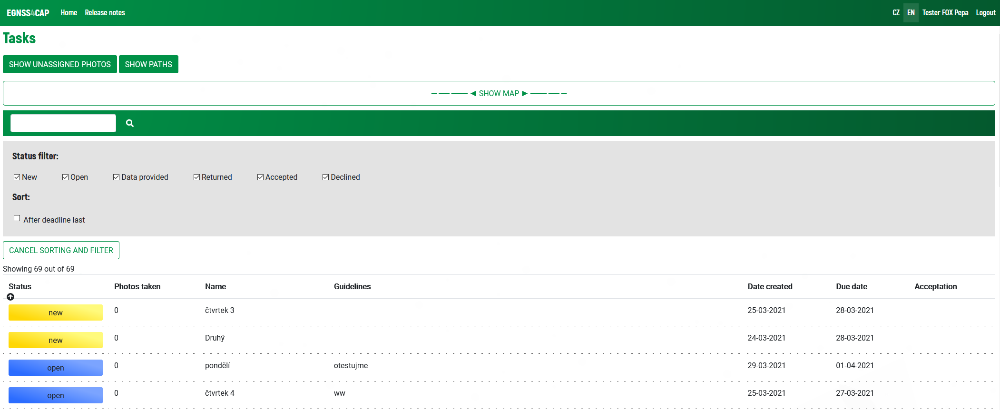 EGNSS4CAP Home Release notes CZ EN Tester FOX Pepa Logout
Tasks
SHOW UNASSIGNED PHOTOS SHOW PATHS
SHOW MAP
Status filter:
New Open Data provided Returned Accepted Declined
Sort:
After deadline last
CANCEL SORTING AND FILTER
Showing 69 out of 69
Status Photos taken Name Guidelines Date created Due date Acceptation
new 0 čtvrtek 3 25-03-2021 28-03-2021
new 0 Druhý 24-03-2021 28-03-2021
open 0 pondělí otestujme 29-03-2021 01-04-2021
open 0 čtvrtek 4 ww 25-03-2021 27-03-2021